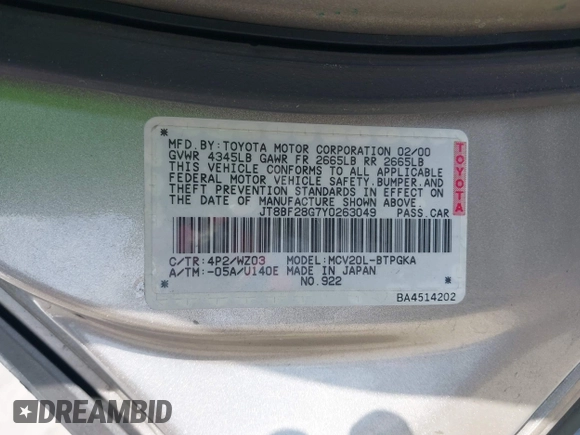 MFD.BY:TOYOTA MOTOR CORPORATION 02/00
GVWR 4345LB GAWR FR 2665LB RR 2665LB
THIS VEHICLE CONFORMS TO ALL APPLICABLE
FEDERAL MOTOR VEHICLE SAFETY,BUMPER,AND
THEFT PREVENTION STANDARDS IN EFFECT ON
THE DATE OF MANUFACTURE SHOWN ABOVE.
JT8BF28G7Y0263049 PASS.CAR
TOYOTA
C/TR:4P2/WZ03 MODEL:MCV20L-BTPGKA
A/TM:-05A/U140E MADE IN JAPAN
NO.922
BA4514202
DREAMBID